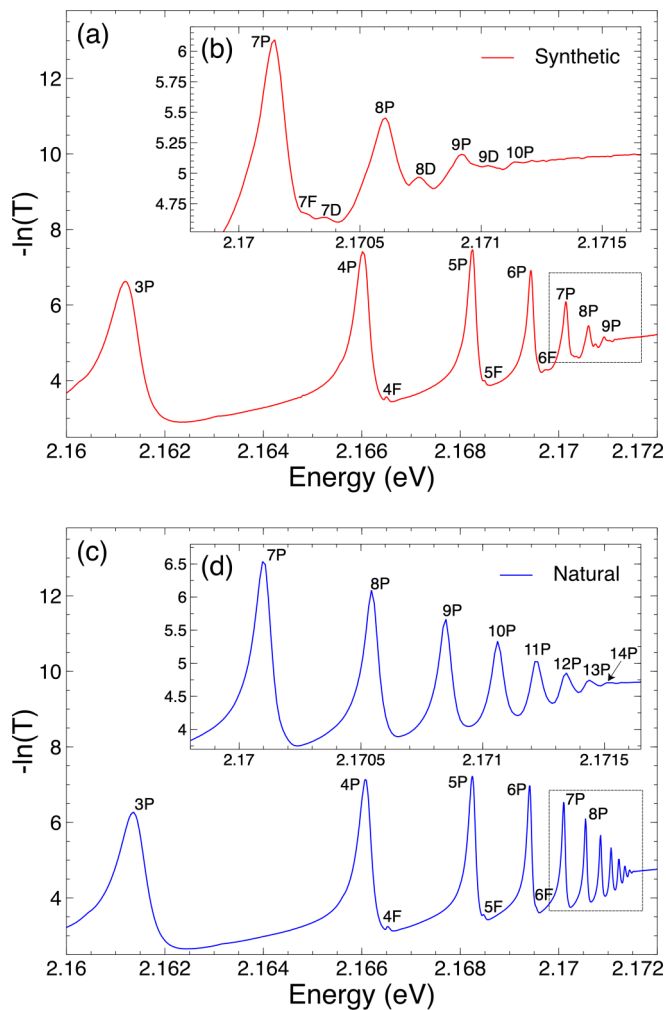 (a)
(b)
Synthetic
7P
8P
9P
10P
7F
7D
8D
9D
6
5.75
5.5
5.25
5
4.75
2.17
2.1705
2.171
2.1715
3P
4P
5P
6P
7P
8P
9P
4F
5F
6F
12
10
8
6
4
-ln(T)
2.16
2.162
2.164
2.166
2.168
2.17
2.172
Energy (eV)
(c)
(d)
Natural
7P
8P
9P
10P
11P
12P
13P
14P
6.5
6
5.5
5
4.5
4
2.17
2.1705
2.171
2.1715
3P
4P
5P
6P
7P
8P
4F
5F
6F
12
10
8
6
4
-ln(T)
2.16
2.162
2.164
2.166
2.168
2.17
2.172
Energy (eV)